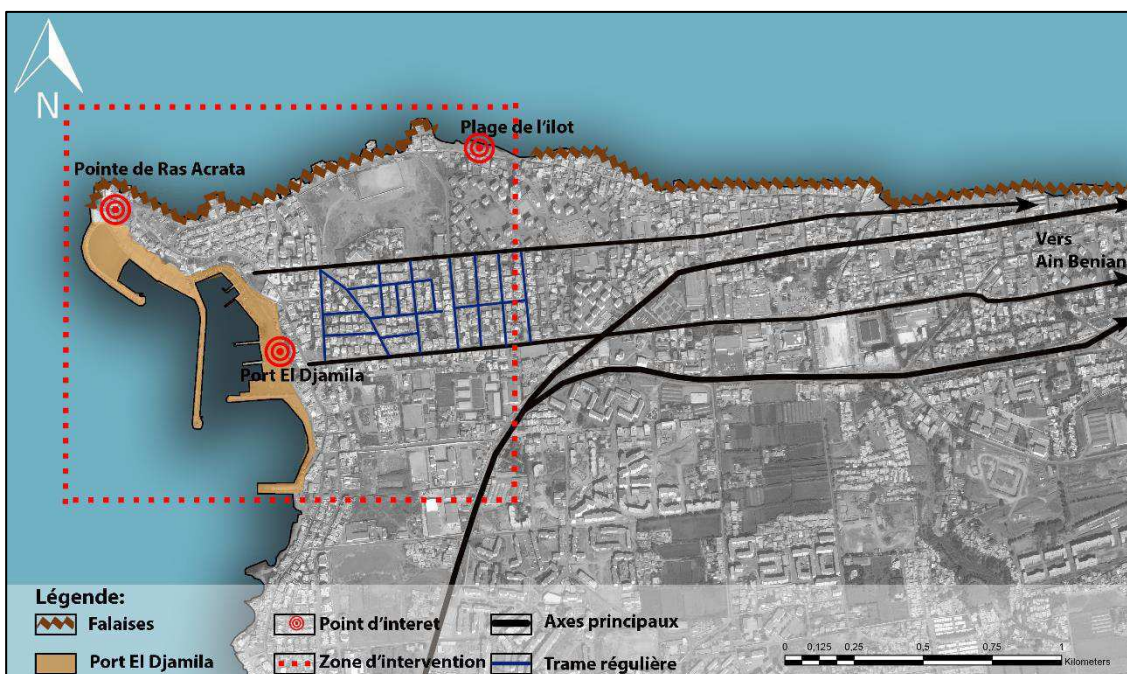 N
Plage de l'ilot
Pointe de Ras Acrata
Vers
Ain Benian
Port El Djamila
Légende:
Falaises
Point d'interet
Axes principaux
Port El Djamila
Zone d'intervention
Trame régulière
0 0,125 0,25 0,5 0,75 1
Kilometers